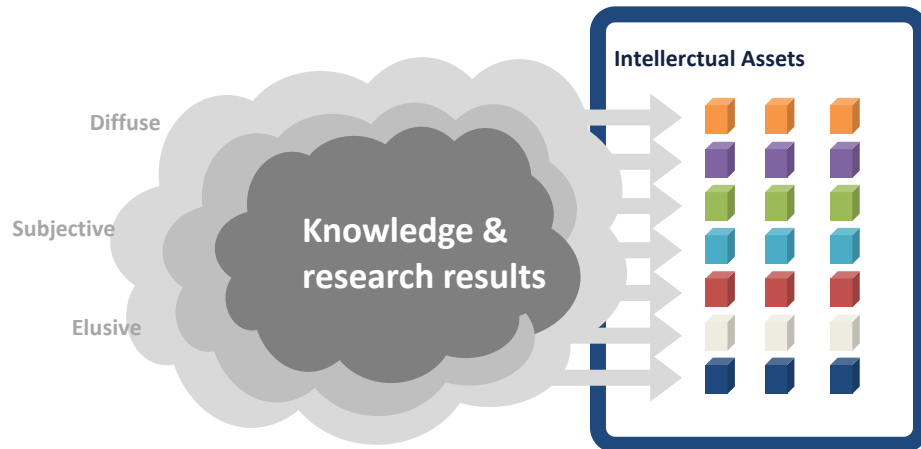 Intellerctual Assets
Diffuse
Subjective
Knowledge &
research results
Elusive